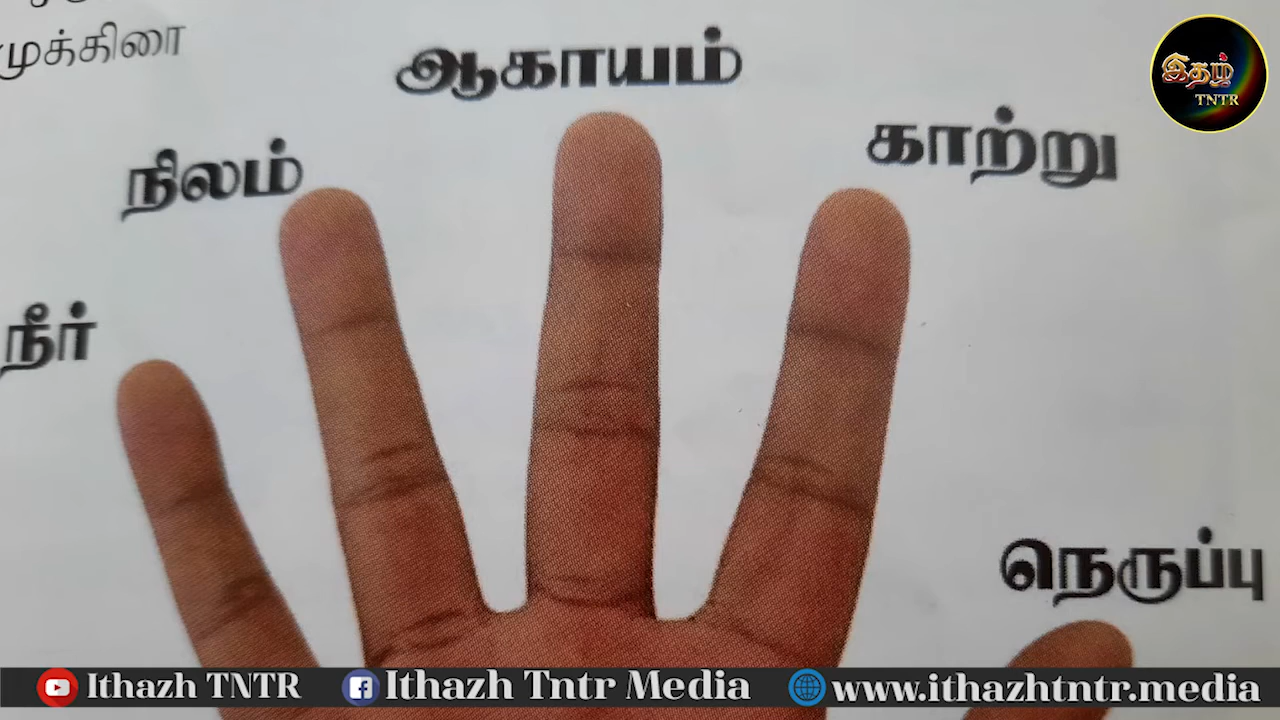 முக்கிரை
ஆகாயம்
இதழ்
TNTR
காற்று
நிலம்
நீர்
நெருப்பு
Ithazh TNTR Ithazh Tntr Media www.ithazhtntr.media